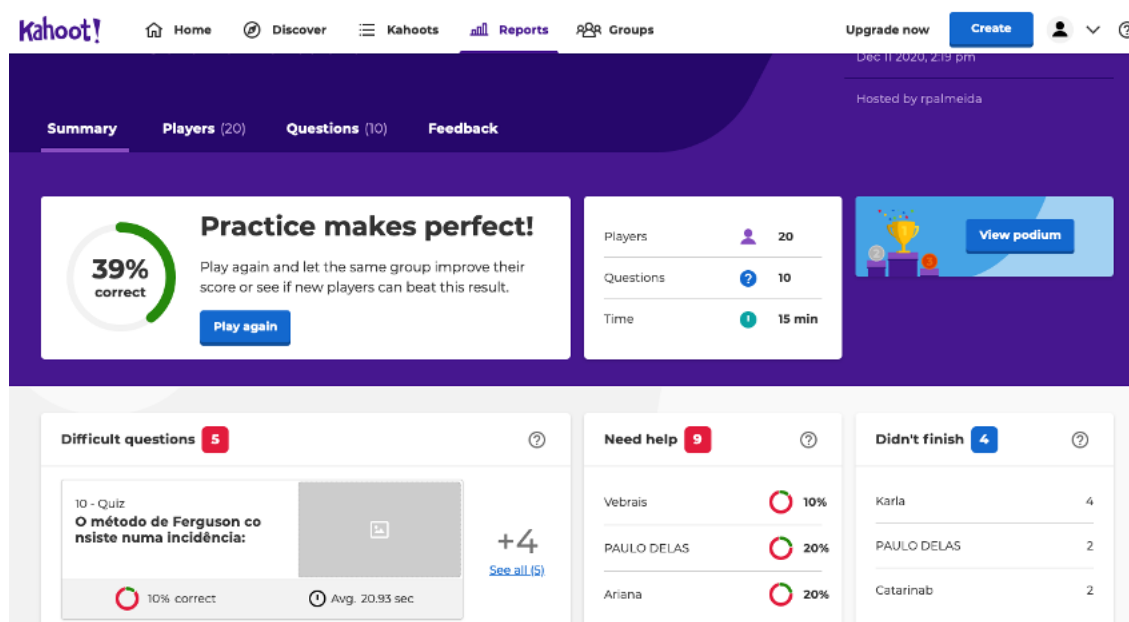 Kahoot!
Home
Discover
Kahoots
Reports
Groups
Upgrade now
Create
Dec 11 2020, 2:19 pm
Hosted by rpalmeida
Summary
Players (20)
Questions (10)
Feedback
39%
correct
Practice makes perfect!
Play again and let the same group improve their
score or see if new players can beat this result.
Play again
Players 20
Questions ? 10
Time 15 min
1
2
3
View podium
Difficult questions 5 ?
10 - Quiz
O método de Ferguson co
nsiste numa incidência:
10% correct
Avg. 20.93 sec
+4
See all (5)
Need help 9 ?
Vebrais 10%
PAULO DELAS 20%
Ariana 20%
Didn't finish 4 ?
Karla 4
PAULO DELAS 2
Catarinab 2